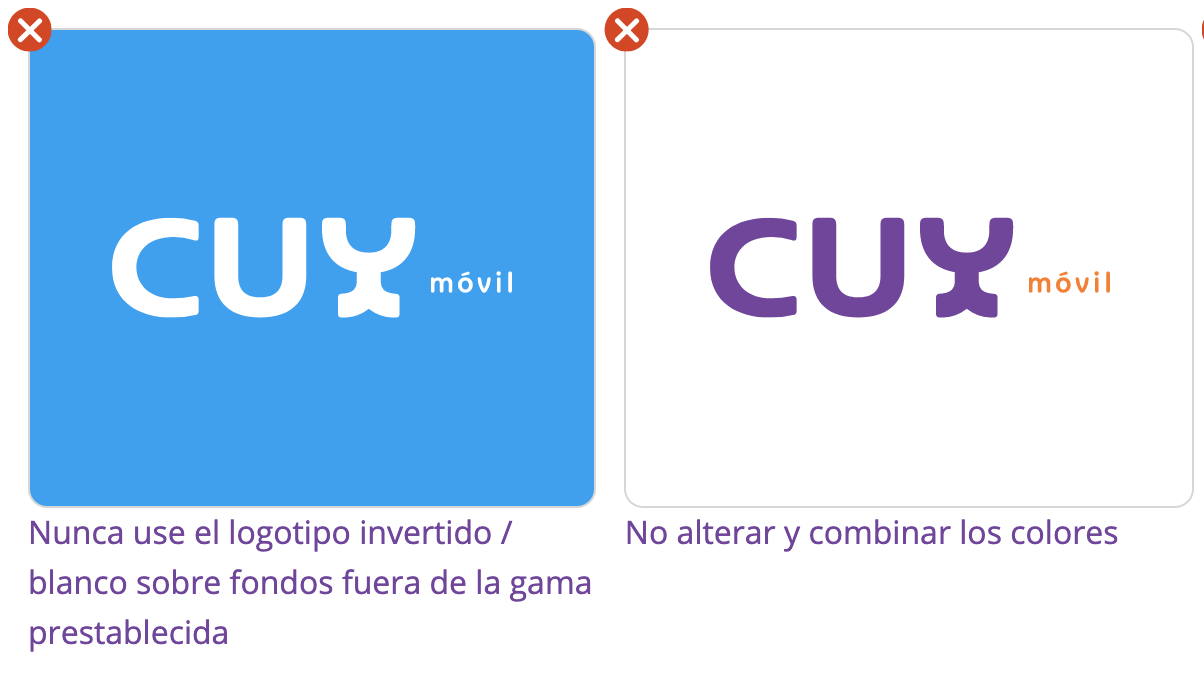 CUY móvil
Nunca use el logotipo invertido /
blanco sobre fondos fuera de la gama
prestablecida
CUY móvil
No alterar y combinar los colores